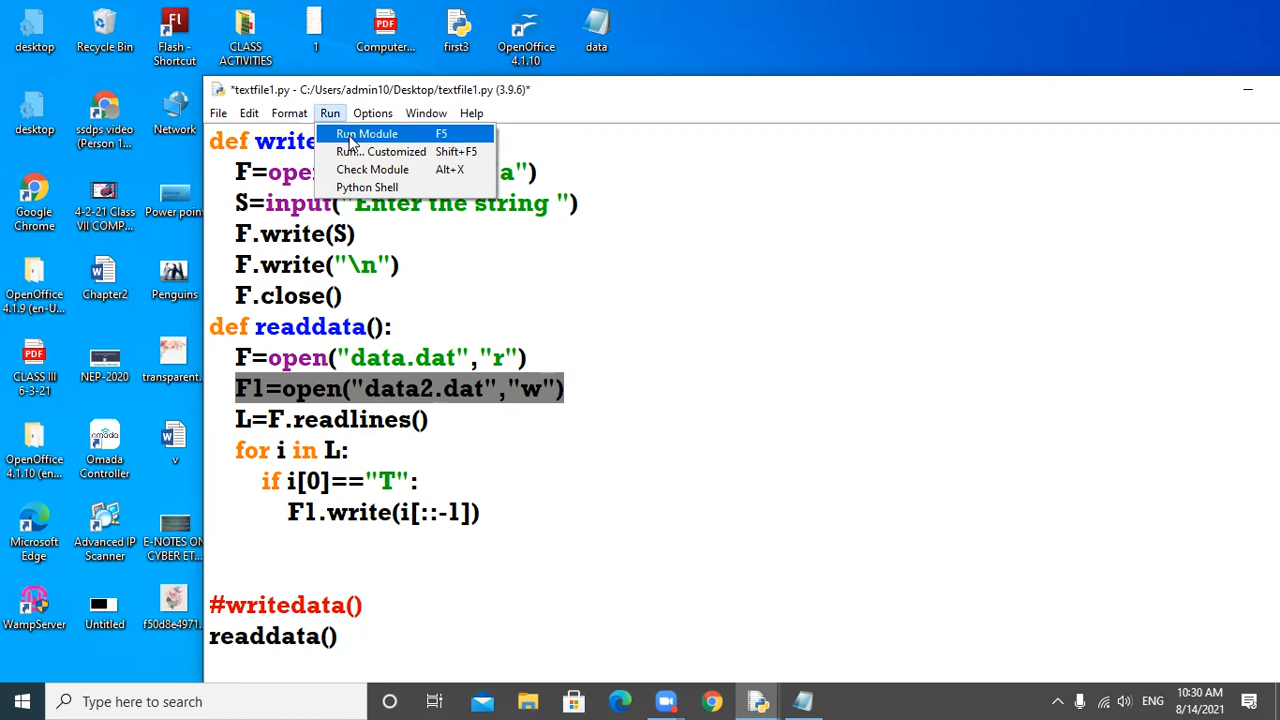 desktop
Recycle Bin
Flash -
Shortcut
CLASS
ACTIVITIES
1
Computer...
first3
OpenOffice
4.1.10
data
desktop
ssdps video
(Person 1...
Network
Google
Chrome
4-2-21 Class
VII COMP...
Power point
OpenOffice
4.1.9 (en-U...
Chapter2
Penguins
CLASS III
6-3-21
NEP-2020
transparent
OpenOffice
4.1.10 (en...
Omada
Controller
v
Microsoft
Edge
Advanced IP
Scanner
E-NOTES ON
CYBER ET...
WampServer
Untitled
f50d8e4971...
*textfile1.py - C:/Users/admin10/Desktop/textfile1.py (3.9.6)*
File Edit Format Run Options Window Help
Run Module F5
Run... Customized Shift+F5
Check Module Alt+X
Python Shell
def write
F=open a")
S=input("Enter the string ")
F.write(S)
F.write("\n")
F.close()
def readdata():
F=open("data.dat","r")
F1=open("data2.dat","w")
L=F.readlines()
for i in L:
if i[0]=="T":
F1.write(i[::-1])
#writedata()
readdata()
Type here to search
ENG
10:30 AM
8/14/2021